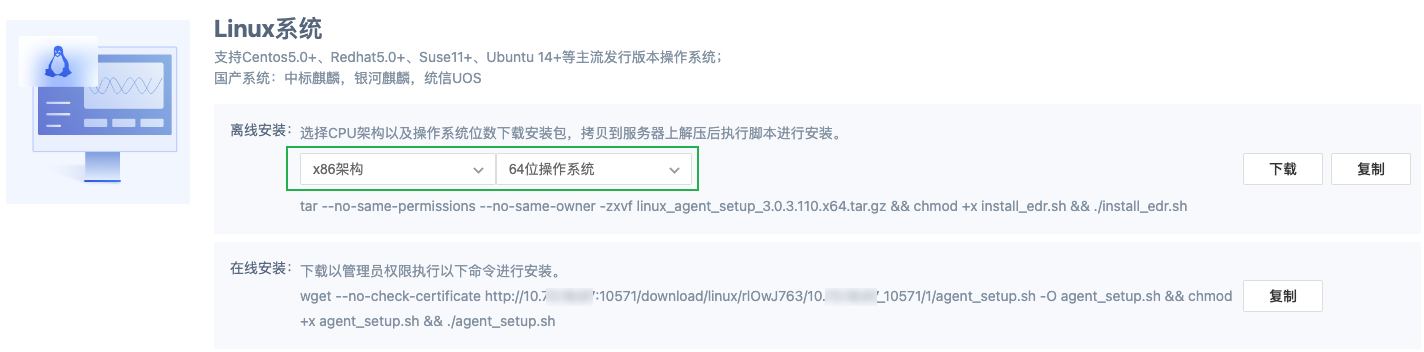 Linux系统
支持Centos5.0+、Redhat5.0+、Suse11+、Ubuntu 14+等主流发行版本操作系统；
国产系统：中标麒麟，银河麒麟，统信UOS
离线安装：选择CPU架构以及操作系统位数下载安装包，拷贝到服务器上解压后执行脚本进行安装。
x86架构 64位操作系统 下载 复制
tar --no-same-permissions --no-same-owner -zxvf linux_agent_setup_3.0.3.110.x64.tar.gz && chmod +x install_edr.sh && ./install_edr.sh
在线安装：下载以管理员权限执行以下命令进行安装。
wget --no-check-certificate http://10.7 :10571/download/linux/rlOwJ763/10. _10571/1/agent_setup.sh -O agent_setup.sh && chmod 复制
+x agent_setup.sh && ./agent_setup.sh